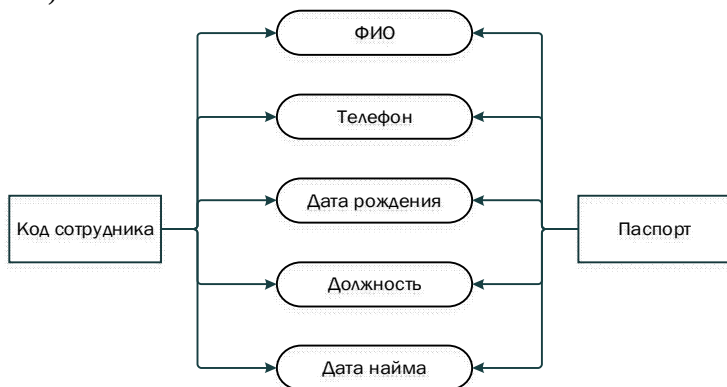 ФИО
Телефон
Дата рождения
Код сотрудника
Паспорт
Должность
Дата найма